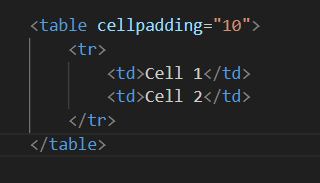 <table cellpadding="10">
<tr>
<td>Cell 1</td>
<td>Cell 2</td>
</tr>
</table>